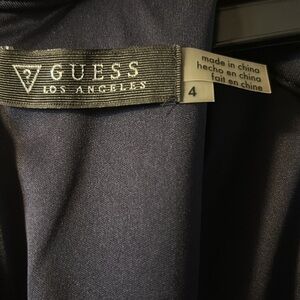 ? GUESS
LOS ANGELES
4
made in china
hecho en china
fait en chine